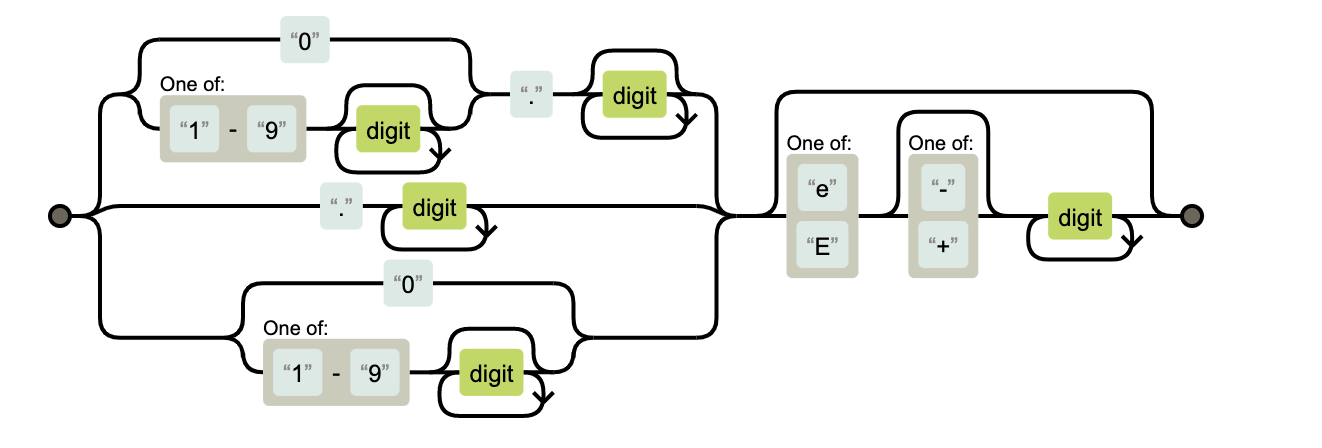 “0”
One of:
“1” - “9” digit “.” digit
One of: One of:
“e” “-”
“.” digit digit
“E” “+”
“0”
One of:
“1” - “9” digit